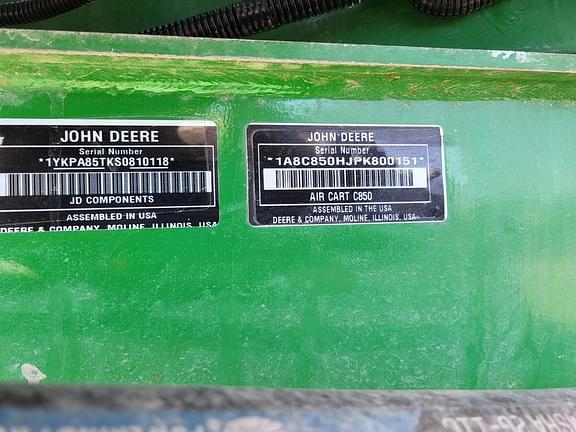 JOHN DEERE
Serial Number
*1YKPA85TKS0810118*
JD COMPONENTS
ASSEMBLED IN USA
DEERE & COMPANY, MOLINE, ILLINOIS, USA
JOHN DEERE
Serial Number
*1A8C850HJPK800151*
AIR CART C850
ASSEMBLED IN THE USA
DEERE & COMPANY, MOLINE, ILLINOIS, USA